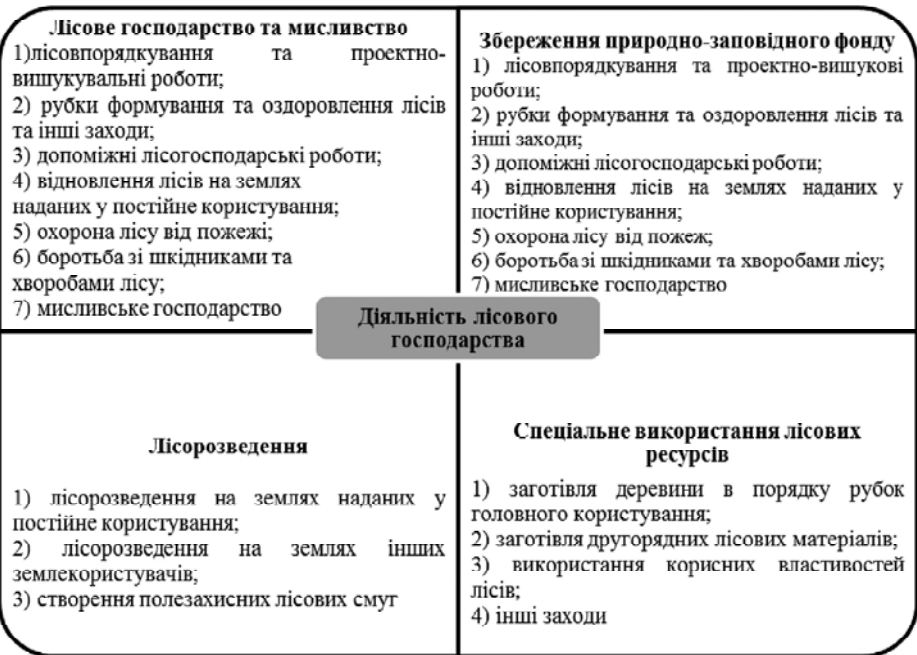 Лісове господарство та мисливство
1)лісовпорядкування та проектно-
вишукувальні роботи;
2) рубки формування та оздоровлення лісів
та інші заходи;
3) допоміжні лісогосподарські роботи;
4) відновлення лісів на землях
наданих у постійне користування;
5) охорона лісу від пожежі;
6) боротьба зі шкідниками та
хворобами лісу;
7) мисливське господарство
Збереження природно-заповідного фонду
1) лісовпорядкування та проектно-вишукові
роботи;
2) рубки формування та оздоровлення лісів та
інші заходи;
3) допоміжні лісогосподарські роботи;
4) відновлення лісів на землях наданих у
постійне користування;
5) охорона лісу від пожеж;
6) боротьба зі шкідниками та хворобами лісу;
7) мисливське господарство
Діяльність лісового
господарства
Лісорозведення
1) лісорозведення на землях наданих у
постійне користування;
2) лісорозведення на землях інших
землекористувачів;
3) створення полезахисних лісових смуг
Спеціальне використання лісових
ресурсів
1) заготівля деревини в порядку рубок
головного користування;
2) заготівля другорядних лісових матеріалів;
3) використання корисних властивостей
лісів;
4) інші заходи